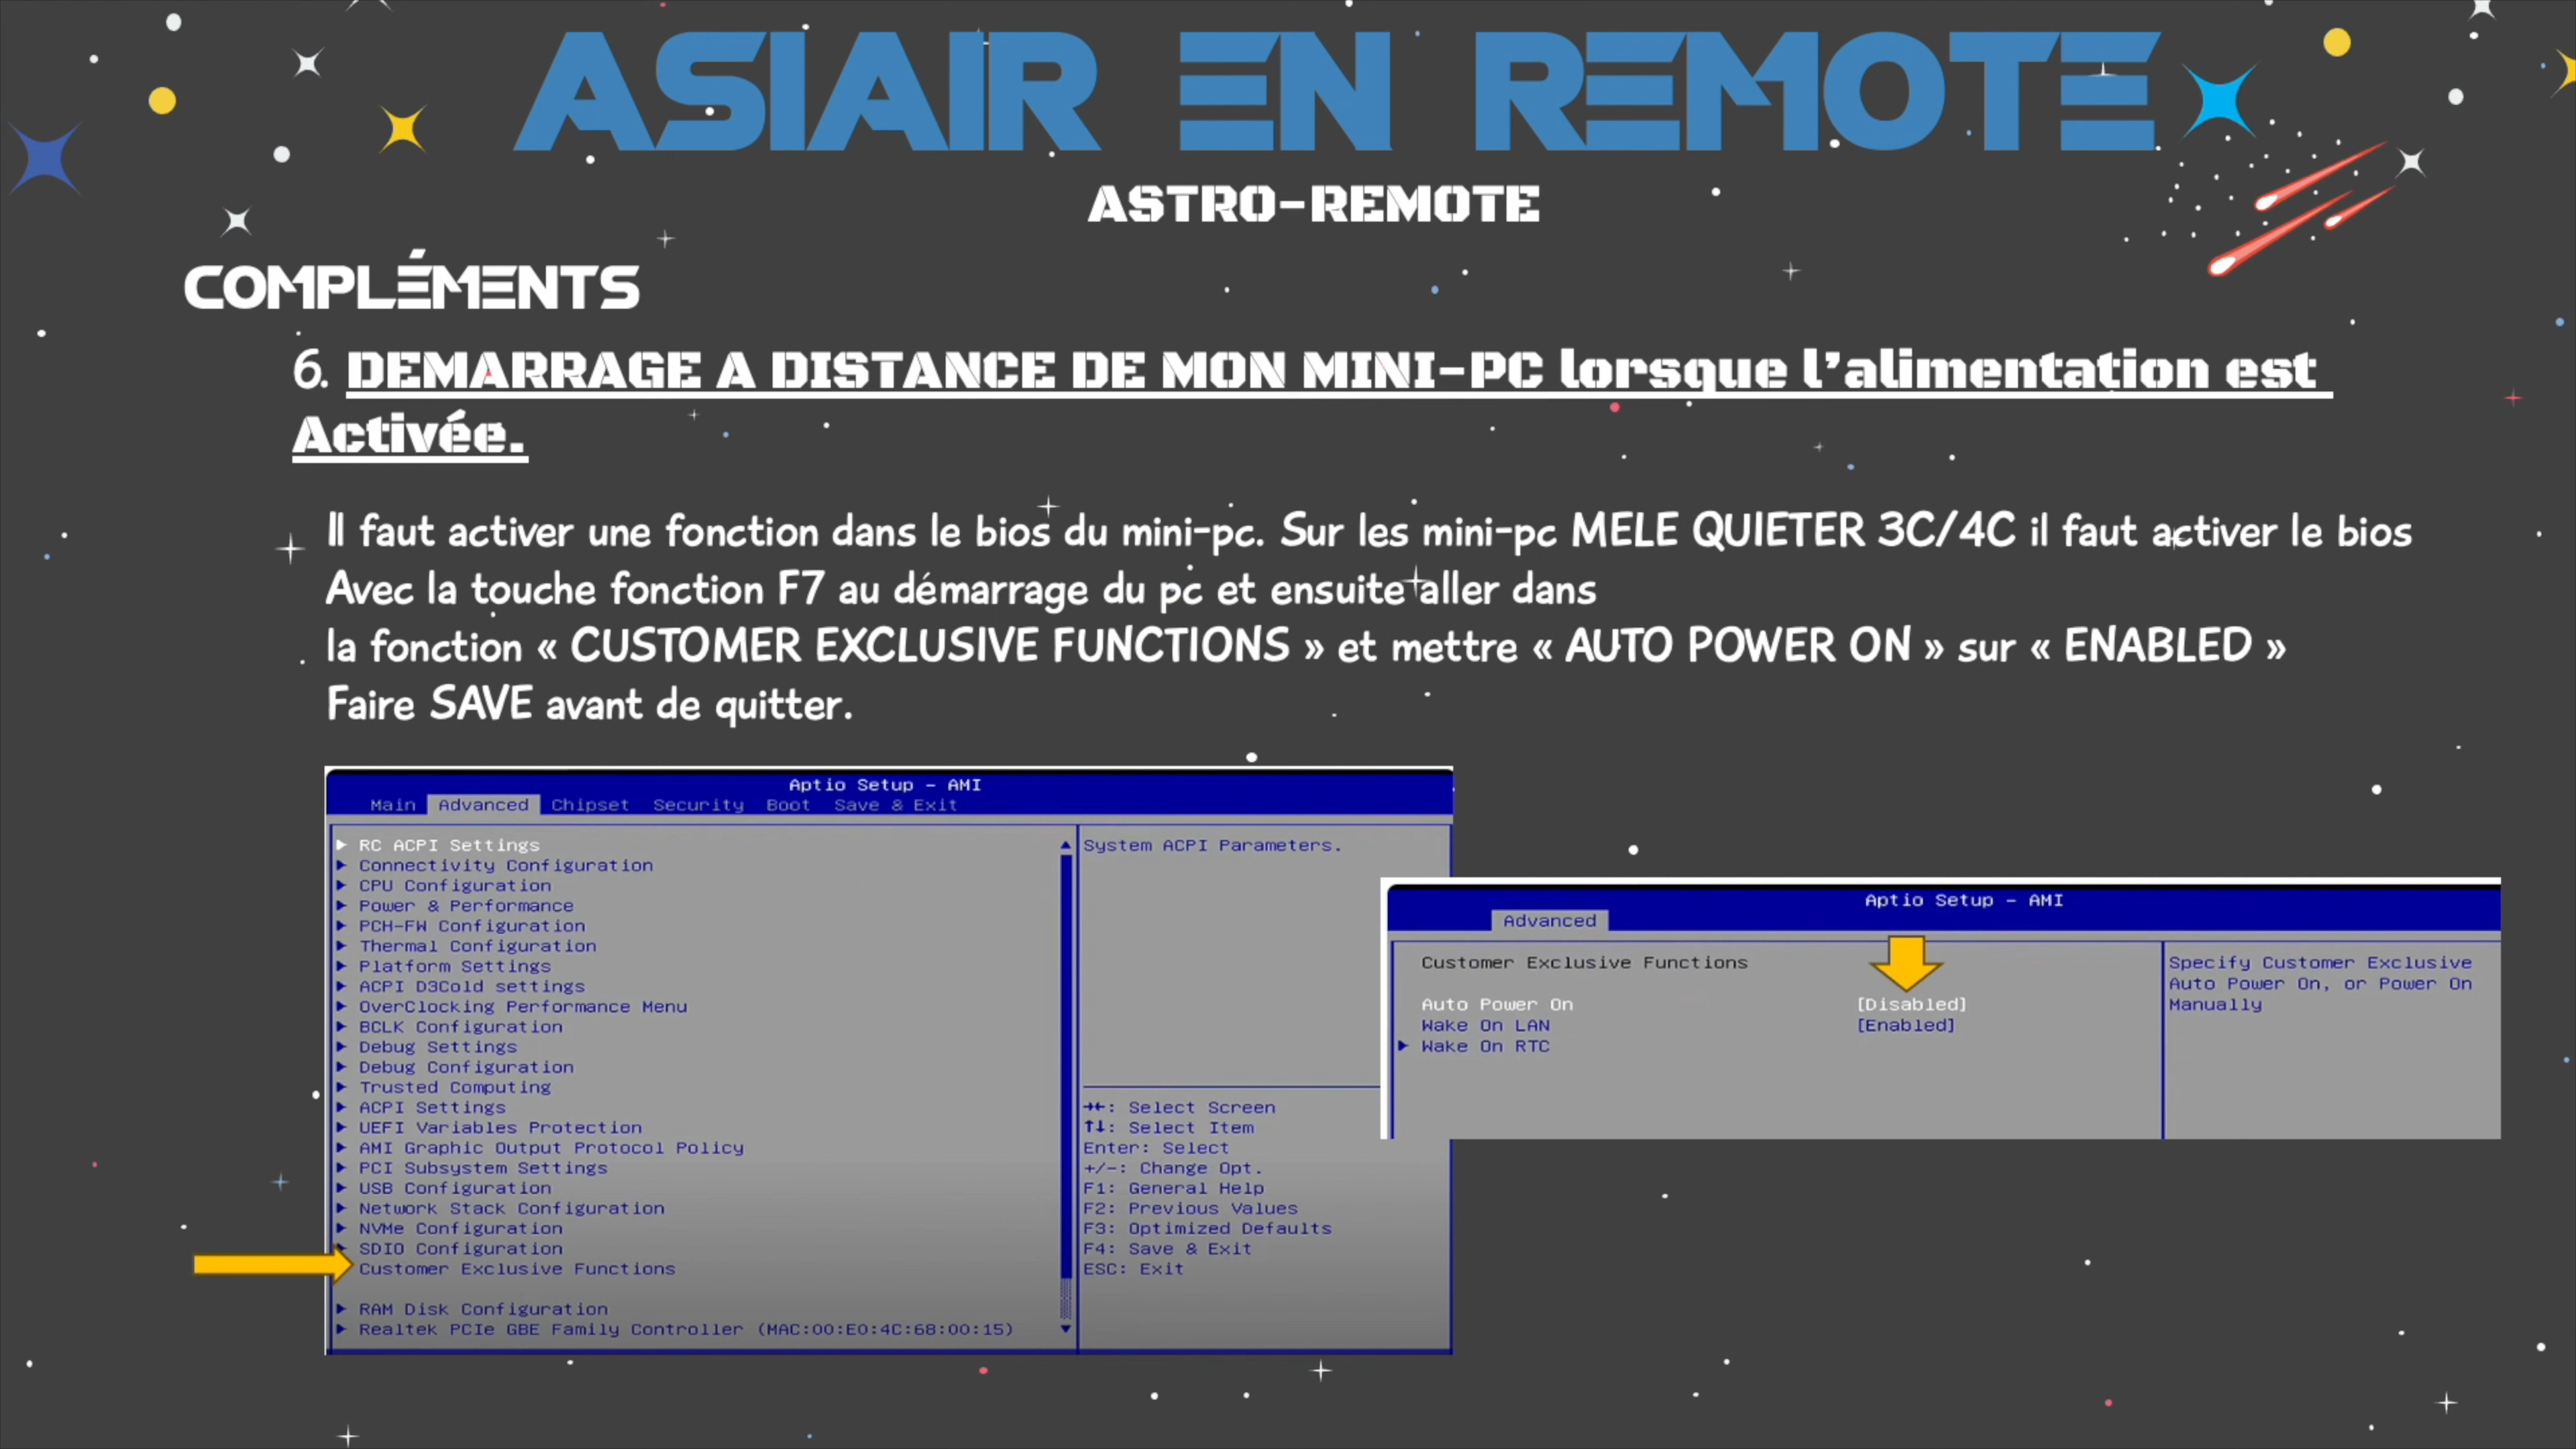 ASIAIR EN REMOTE
ASTRO-REMOTE
COMPLÉMENTS
6. DEMARRAGE A DISTANCE DE MON MINI-PC lorsque l'alimentation est
Activée.
Il faut activer une fonction dans le bios du mini-pc. Sur les mini-pc MELE QUIETER 3C/4C il faut activer le bios
Avec la touche fonction F7 au démarrage du pc et ensuite aller dans
la fonction « CUSTOMER EXCLUSIVE FUNCTIONS » et mettre « AUTO POWER ON » sur « ENABLED »
Faire SAVE avant de quitter.
Aptio Setup - AMI
Main Advanced Chipset Security Boot Save & Exit
RC ACPI Settings
Connectivity Configuration
CPU Configuration
Power & Performance
PCH-FW Configuration
Thermal Configuration
Platform Settings
ACPI D3Cold settings
OverClocking Performance Menu
BCLK Configuration
Debug Settings
Debug Configuration
Trusted Computing
ACPI Settings
UEFI Variables Protection
AMI Graphic Output Protocol Policy
PCI Subsystem Settings
USB Configuration
Network Stack Configuration
NVMe Configuration
SDIO Configuration
Customer Exclusive Functions
RAM Disk Configuration
Realtek PCIe GBE Family Controller (MAC:00:E0:4C:68:00:15)
System ACPI Parameters.
→←: Select Screen
↑↓: Select Item
Enter: Select
+/-: Change Opt.
F1: General Help
F2: Previous Values
F3: Optimized Defaults
F4: Save & Exit
ESC: Exit
Aptio Setup - AMI
Advanced
Customer Exclusive Functions
Auto Power On [Disabled]
Wake On LAN [Enabled]
Wake On RTC
Specify Customer Exclusive
Auto Power On, or Power On
Manually